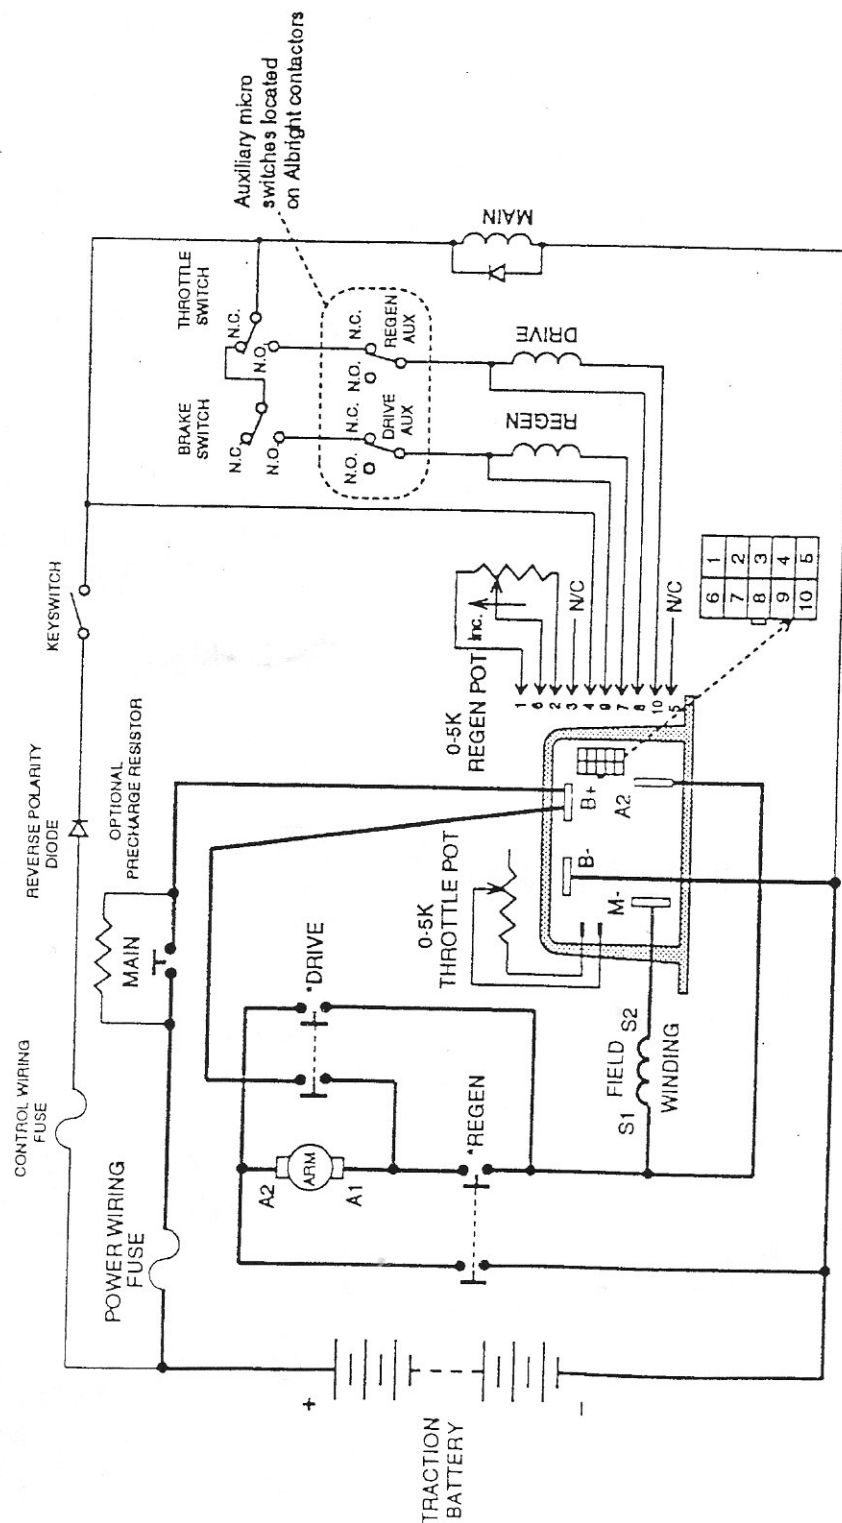 Auxiliary micro
switches located
on Albright contactors
THROTTLE
SWITCH
N.C.
N.O.
BRAKE
SWITCH
N.C.
N.O.
N.C.
REGEN
AUX
N.O.
N.C.
DRIVE
AUX
N.O.
MAIN
DRIVE
REGEN
KEYSWITCH
REVERSE POLARITY
DIODE
OPTIONAL
PRECHARGE RESISTOR
MAIN
CONTROL WIRING
FUSE
POWER WIRING
FUSE
0-5K
REGEN POT
inc.
N/C
N/C
1
6
2
3
4
9
7
8
10
5
6 1
7 2
8 3
9 4
10 5
0-5K
THROTTLE POT
B+
A2
B-
M-
*DRIVE
*REGEN
A2
ARM
A1
S1
FIELD
WINDING
S2
+
-
TRACTION
BATTERY